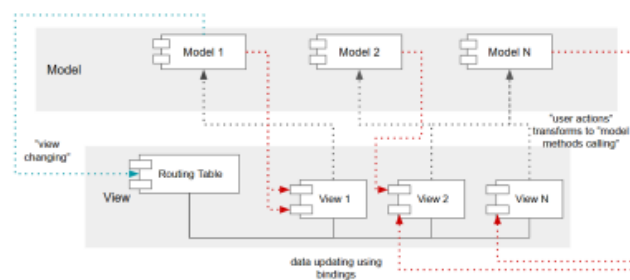 Model 1
Model 2
Model N
Model
"user actions"
transforms to "model
methods calling"
"view
changing"
Routing Table
View
View 1
View 2
View N
data updating using
bindings